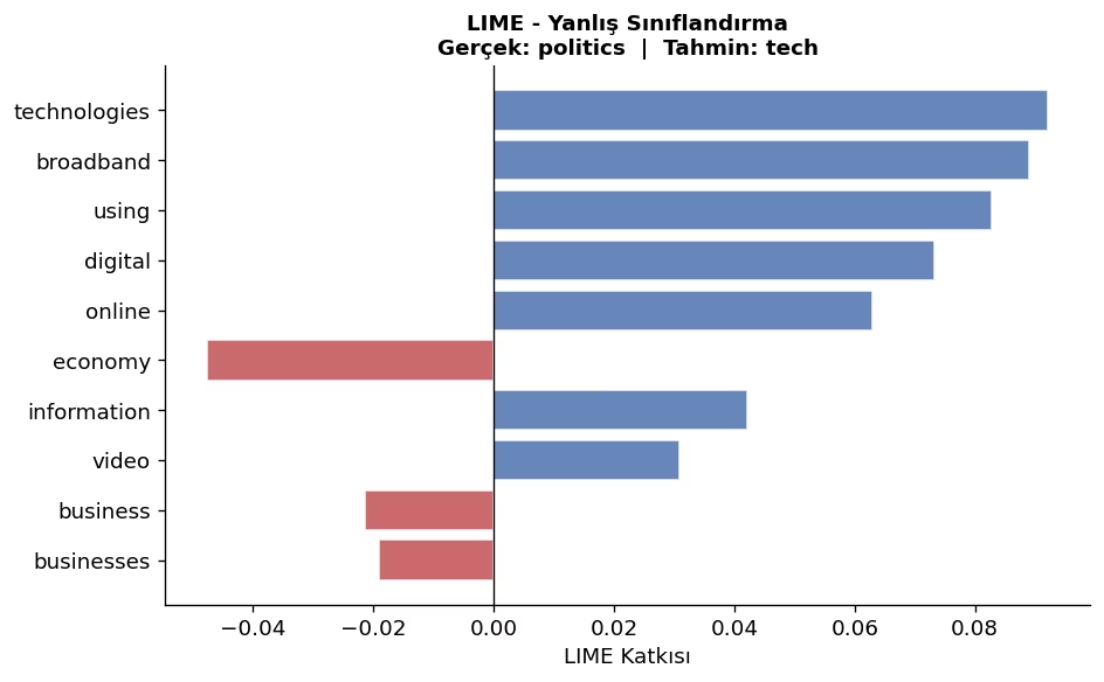 LIME - Yanlış Sınıflandırma
Gerçek: politics | Tahmin: tech
technologies
broadband
using
digital
online
economy
information
video
business
businesses
−0.04 −0.02 0.00 0.02 0.04 0.06 0.08
LIME Katkısı